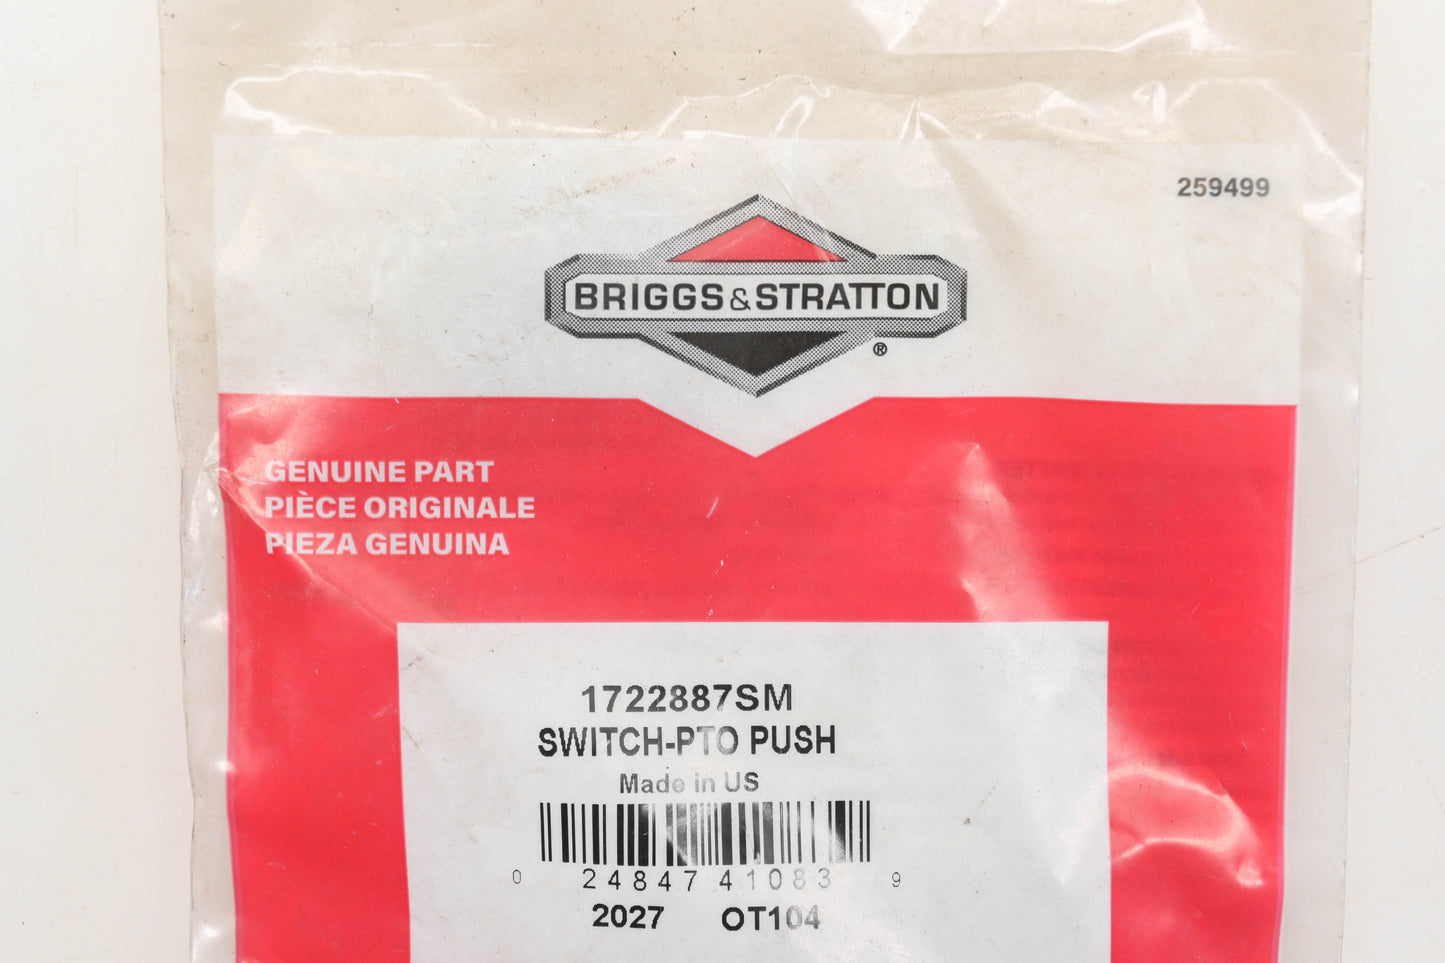 259499
BRIGGS & STRATTON
®
GENUINE PART
PIÈCE ORIGINALE
PIEZA GENUINA
1722887SM
SWITCH-PTO PUSH
Made in US
0 24847 41083 9
2027 OT104